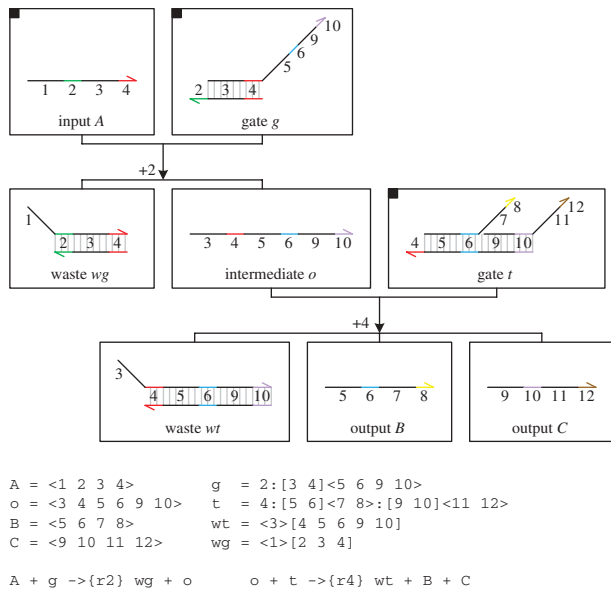 1 2 3 4
input A
10
9
6
5
2 3 4
gate g
+2
1
2 3 4
waste wg
3 4 5 6 9 10
intermediate o
8 12
7 11
4 5 6 9 10
gate t
+4
3
4 5 6 9 10
waste wt
5 6 7 8
output B
9 10 11 12
output C
A = <1 2 3 4> g = 2:[3 4]<5 6 9 10>
o = <3 4 5 6 9 10> t = 4:[5 6]<7 8>:[9 10]<11 12>
B = <5 6 7 8> wt = <3>[4 5 6 9 10]
C = <9 10 11 12> wg = <1>[2 3 4]
A + g ->{r2} wg + o o + t ->{r4} wt + B + C